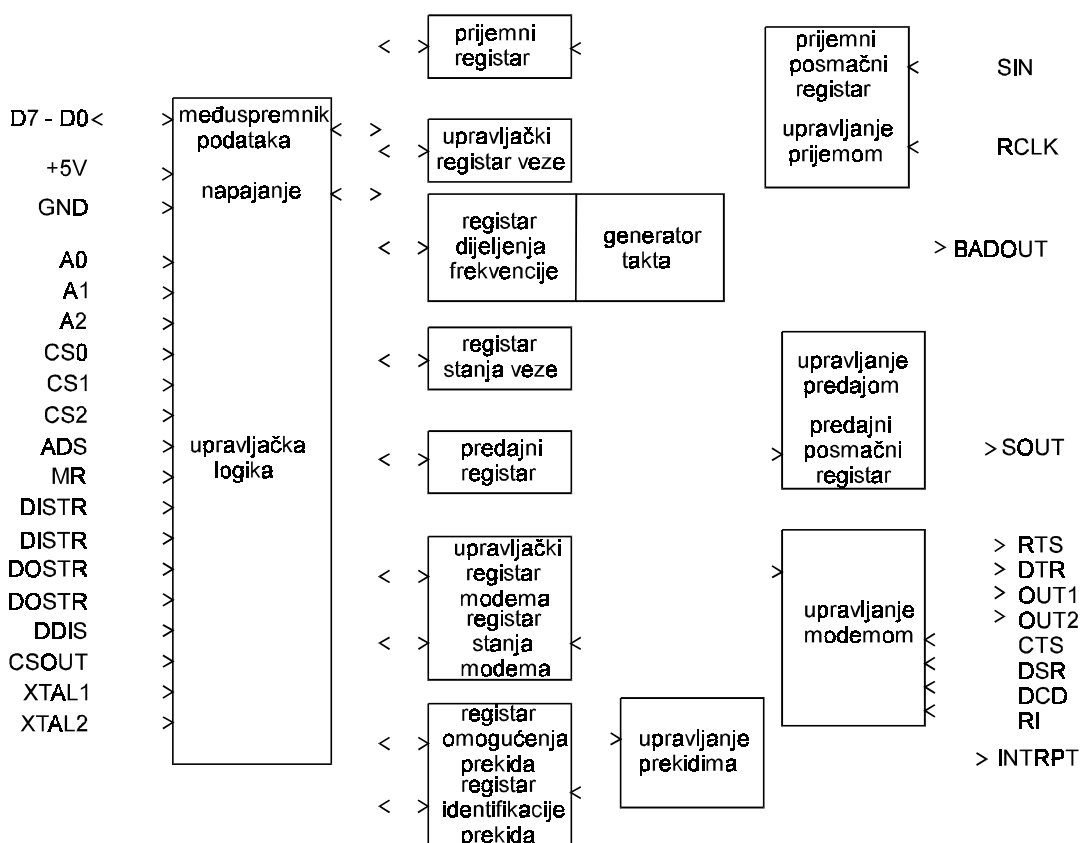 D7 - D0
+5V
GND
A0
A1
A2
CS0
CS1
CS2
ADS
MR
DISTR
DISTR
DOSTR
DOSTR
DDIS
CSOUT
XTAL1
XTAL2
međuspremnik
podataka
napajanje
upravljačka
logika
prijemni
registar
upravljački
registar veze
registar
dijeljenja
frekvencije
generator
takta
registar
stanja veze
predajni
registar
upravljački
registar
modema
registar
stanja
modema
registar
omogućenja
prekida
registar
identifikacije
prekida
upravljanje
prekidima
prijemni
posmačni
registar
upravljanje
prijemom
upravljanje
predajom
predajni
posmačni
registar
upravljanje
modemom
SIN
RCLK
BADOUT
SOUT
RTS
DTR
OUT1
OUT2
CTS
DSR
DCD
RI
INTRPT